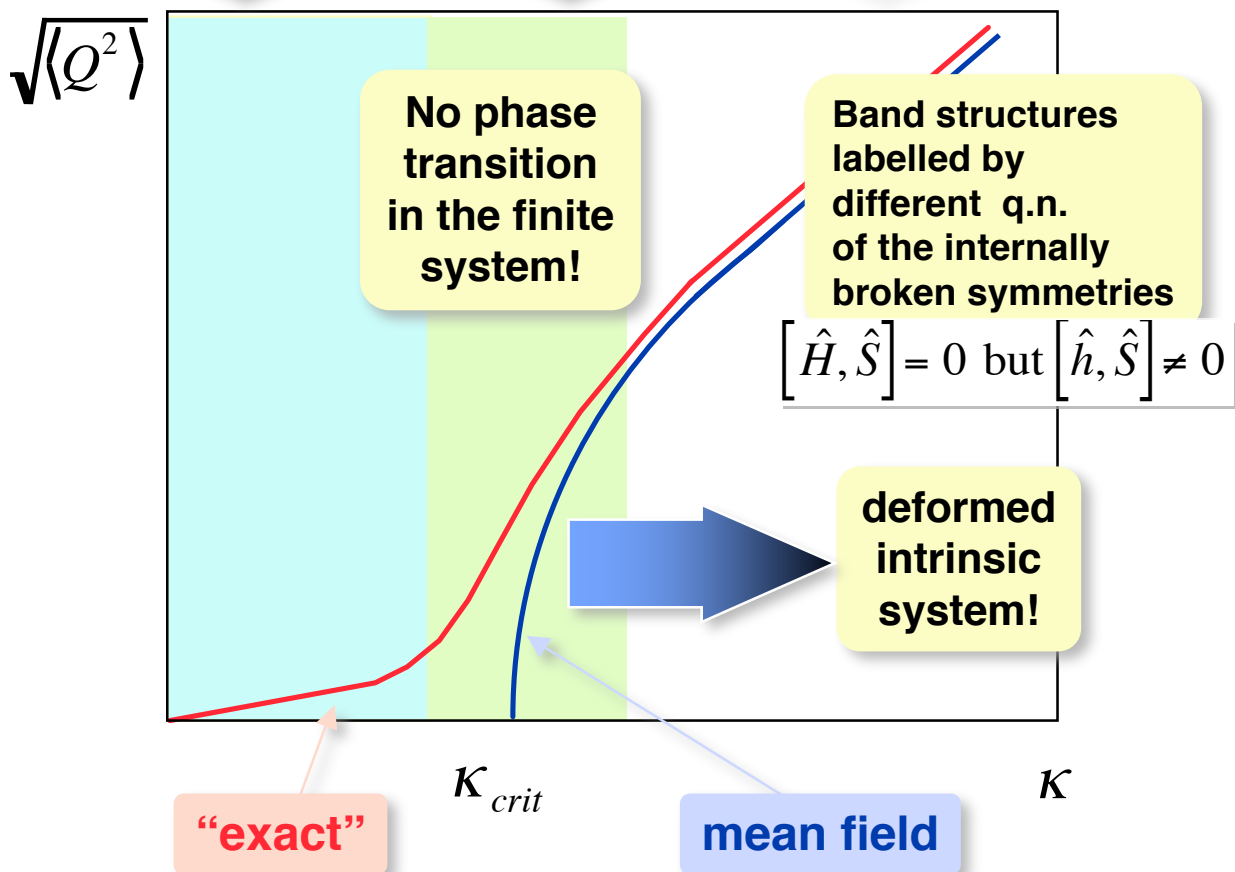 √⟨Q²⟩
No phase
transition
in the finite
system!
Band structures
labelled by
different q.n.
of the internally
broken symmetries
[Ĥ, Ŝ] = 0 but [ĥ, Ŝ] ≠ 0
deformed
intrinsic
system!
κ_crit
κ
“exact”
mean field